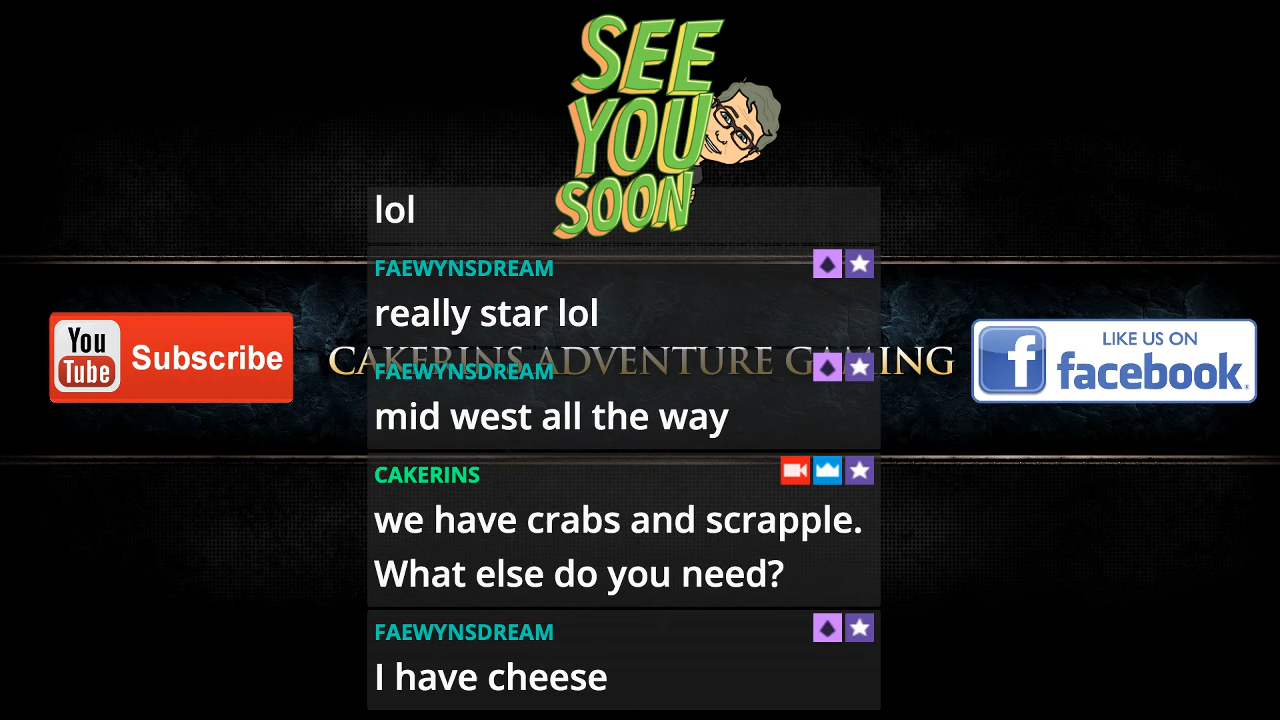 SEE
YOU
SOON
lol
FAEWYNSDREAM
really star lol
You
Tube
Subscribe
CAKERINS ADVENTURE GAMING
LIKE US ON
f facebook
FAEWYNSDREAM
mid west all the way
CAKERINS
we have crabs and scrapple.
What else do you need?
FAEWYNSDREAM
I have cheese